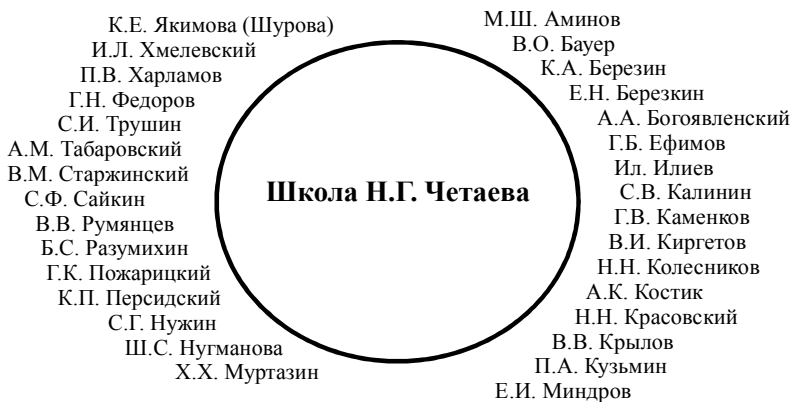 К.Е. Якимова (Шурова)
И.Л. Хмелевский
П.В. Харламов
Г.Н. Федоров
С.И. Трушин
А.М. Табаровский
В.М. Старжинский
С.Ф. Сайкин
В.В. Румянцев
Б.С. Разумихин
Г.К. Пожарицкий
К.П. Персидский
С.Г. Нужин
Ш.С. Нугманова
Х.Х. Муртазин
Школа Н.Г. Четаева
М.Ш. Аминов
В.О. Бауер
К.А. Березин
Е.Н. Березкин
А.А. Богоявленский
Г.Б. Ефимов
Ил. Илиев
С.В. Калинин
Г.В. Каменков
В.И. Киргетов
Н.Н. Колесников
А.К. Костик
Н.Н. Красовский
В.В. Крылов
П.А. Кузьмин
Е.И. Миндров